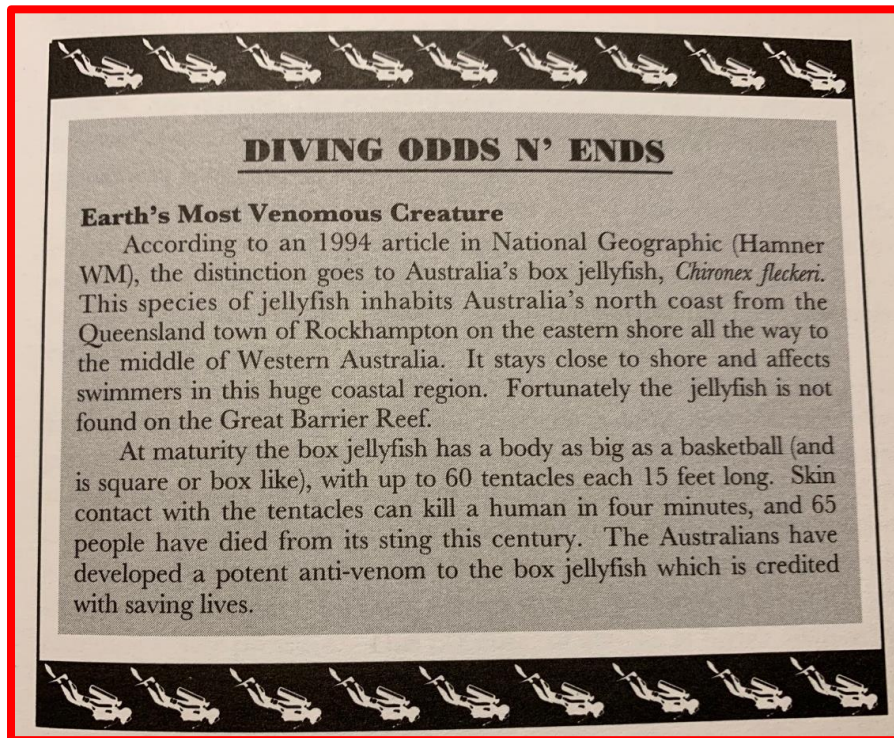 DIVING ODDS N' ENDS
Earth's Most Venomous Creature
According to an 1994 article in National Geographic (Hamner
WM), the distinction goes to Australia's box jellyfish, Chironex fleckeri.
This species of jellyfish inhabits Australia's north coast from the
Queensland town of Rockhampton on the eastern shore all the way to
the middle of Western Australia. It stays close to shore and affects
swimmers in this huge coastal region. Fortunately the jellyfish is not
found on the Great Barrier Reef.
At maturity the box jellyfish has a body as big as a basketball (and
is square or box like), with up to 60 tentacles each 15 feet long. Skin
contact with the tentacles can kill a human in four minutes, and 65
people have died from its sting this century. The Australians have
developed a potent anti-venom to the box jellyfish which is credited
with saving lives.